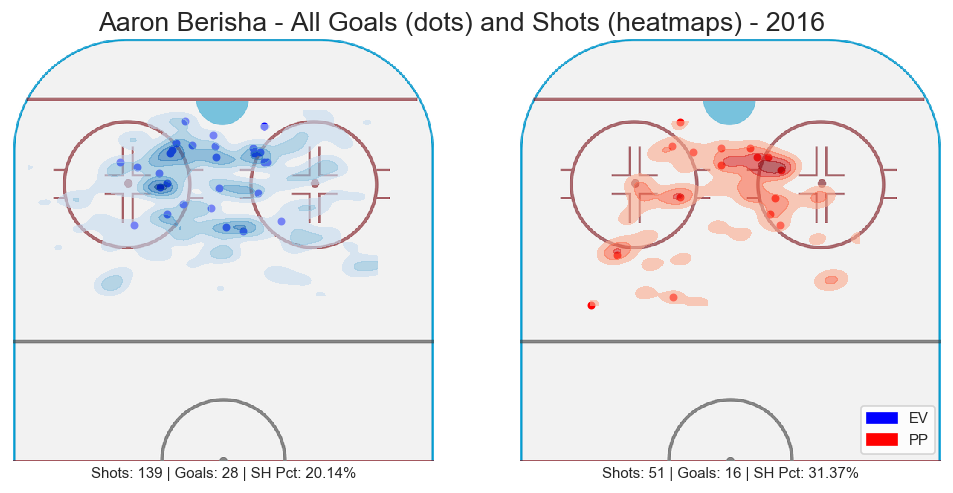 Aaron Berisha - All Goals (dots) and Shots (heatmaps) - 2016
EV
PP
Shots: 139 | Goals: 28 | SH Pct: 20.14%
Shots: 51 | Goals: 16 | SH Pct: 31.37%